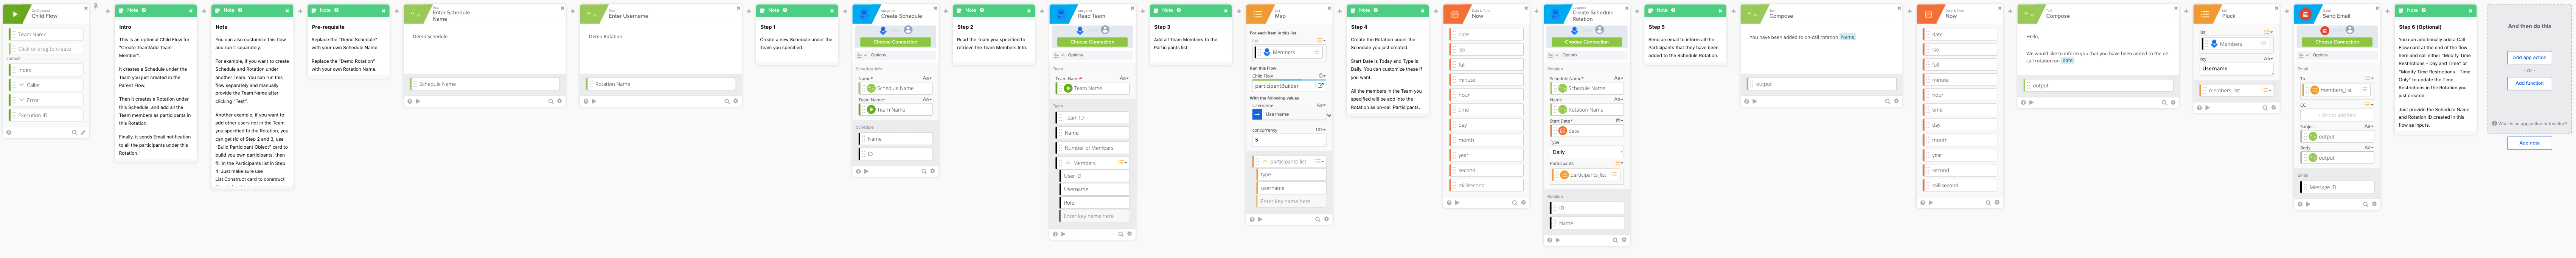 On Demand
Child Flow
Team Name
Click or drag to create
context
Index
Caller
Error
Execution ID
Note
Intro
This is an optional Child Flow for
"Create Team/Add Team
Member".
It creates a Schedule under the
Team you just created in the
Parent Flow.
Then it creates a Rotation under
this Schedule, and add all the
Team members as participants in
this Rotation.
Finally, it sends Email notification
to all the participants under this
Rotation.
Note
Note
You can also customize this flow
and run it separately.
For example, if you want to create
Schedule and Rotation under
another Team. You can run this
flow separately and manually
provide the Team Name after
clicking "Test".
Another example, if you want to
add other users not in the Team
you specified to the Rotation, you
can get rid of Step 2 and 3, use
"Build Participant Object" card to
build you own participants, then
fill in the Participants list in Step
4. Just make sure use
List.Construct card to construct
Note
Pre-requisite
Replace the "Demo Schedule"
with your own Schedule Name.
Replace the "Demo Rotation"
with your own Rotation Name.
Text
Enter Schedule
Name
Demo Schedule
Schedule Name
Text
Enter Username
Demo Rotation
Rotation Name
Note
Step 1
Create a new Schedule under the
Team you specified.
Create Schedule
Choose Connection
Options
Schedule Info
Name*
Schedule Name
Team Name*
Team Name
Schedule
Name
ID
Note
Step 2
Read the Team you specified to
retrieve the Team Members info.
Read Team
Choose Connection
Options
Team
Team Name*
Team Name
Team
Team ID
Name
Number of Members
Members
User ID
Username
Role
Enter key name here
Note
Step 3
Add all Team Members to the
Participants list.
List
Map
For each item in this list
list
Members
Run this Flow
Child Flow
participantBuilder
With the following values
Username
Username
concurrency
5
participants_list
type
username
Enter key name here
Note
Step 4
Create the Rotation under the
Schedule you just created.
Start Date is Today and Type is
Daily. You can customize these if
you want.
All the members in the Team you
specified will be add into the
Rotation as on-call Participants.
Date & Time
Now
date
iso
full
minute
hour
time
day
month
year
second
millisecond
Create Schedule
Rotation
Choose Connection
Options
Rotation
Schedule Name*
Schedule Name
Name
Rotation Name
Start Date*
date
Type
Daily
Participants
participants_list
Rotation
ID
Name
Note
Step 5
Send an email to inform all the
Participants that they have been
added to the Schedule Rotation.
Text
Compose
You have been added to on-call rotation Name
output
Date & Time
Now
date
iso
full
minute
hour
time
day
month
year
second
millisecond
Text
Compose
Hello,
We would like to inform you that you have been added to the on-
call rotation on date.
output
List
Pluck
list
Members
key
Username
members_list
Gmail
Send Email
Choose Connection
Options
Email
To
members_list
CC
click to add item
Subject
output
Body
output
Email
Message ID
Note
Step 6 (Optional)
You can additionally add a Call
Flow card at the end of the flow
here and call either "Modify Time
Restrictions - Day and Time" or
"Modify Time Restrictions - Time
Only" to update the Time
Restrictions in the Rotation you
just created.
Just provide the Schedule Name
and Rotation ID created in this
flow as inputs.
And then do this
Add app action
- or -
Add function
What is an app action or function?
Add note